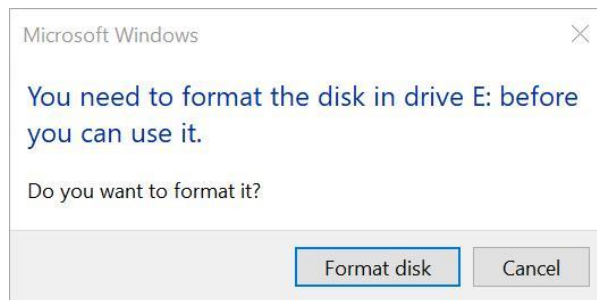 Microsoft Windows
You need to format the disk in drive E: before
you can use it.
Do you want to format it?
Format disk
Cancel